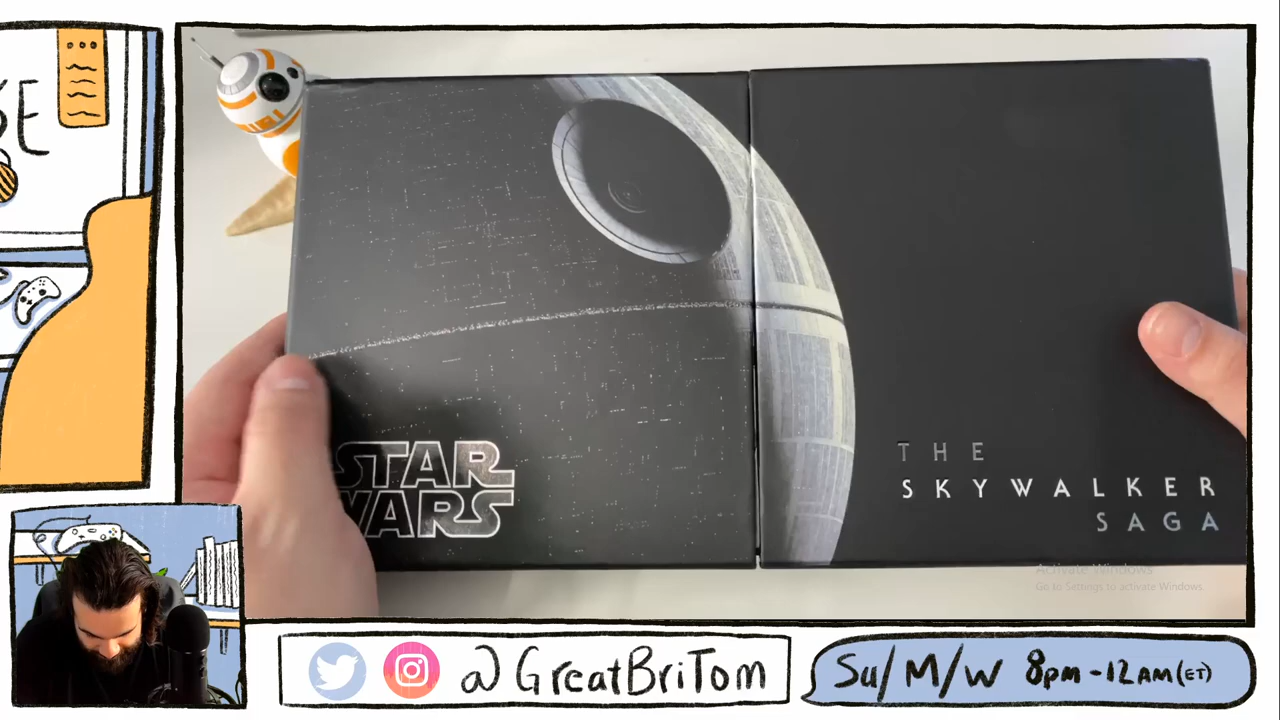 STAR
WARS
THE
SKYWALKER
SAGA
Activate Windows
Go to Settings to activate Windows.
@GreatBriTom
Su/M/W 8pm-12AM(ET)